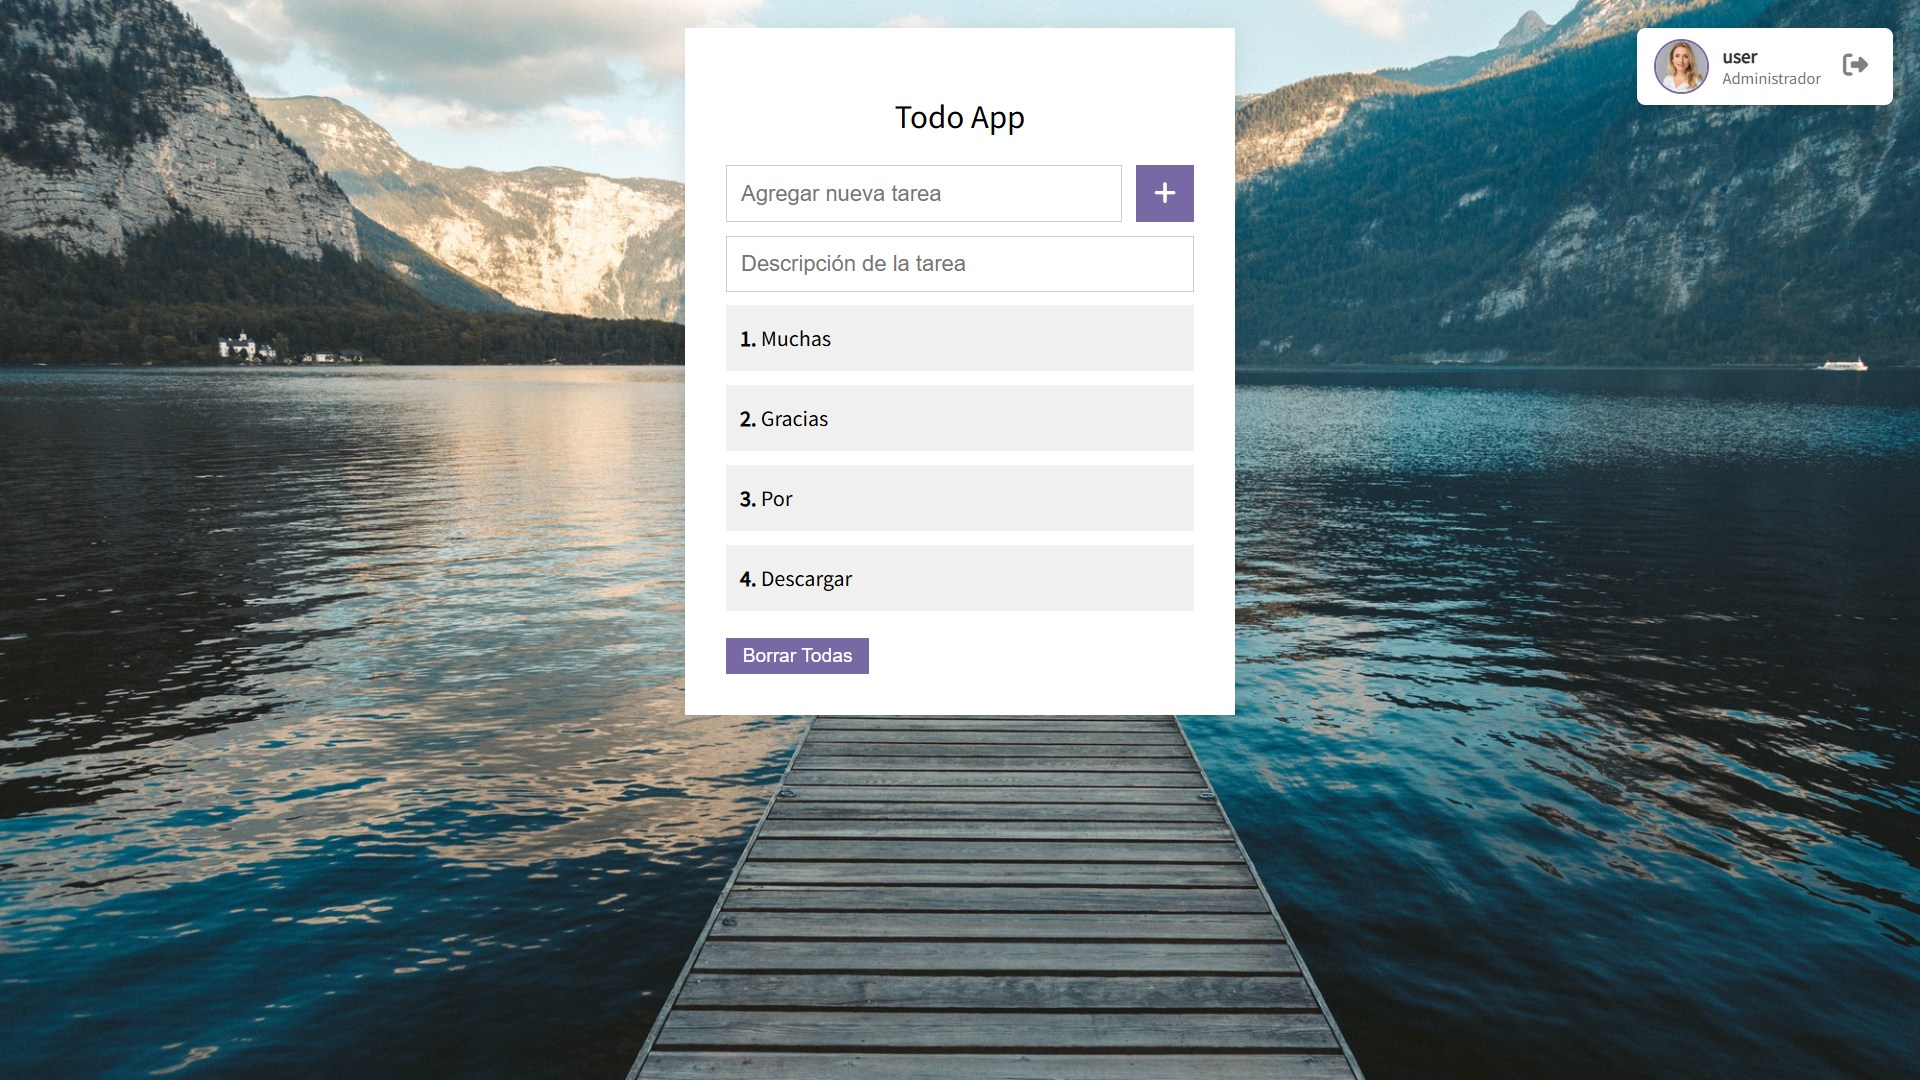 Todo App
user
Administrador
Agregar nueva tarea
Descripción de la tarea
1. Muchas
2. Gracias
3. Por
4. Descargar
Borrar Todas